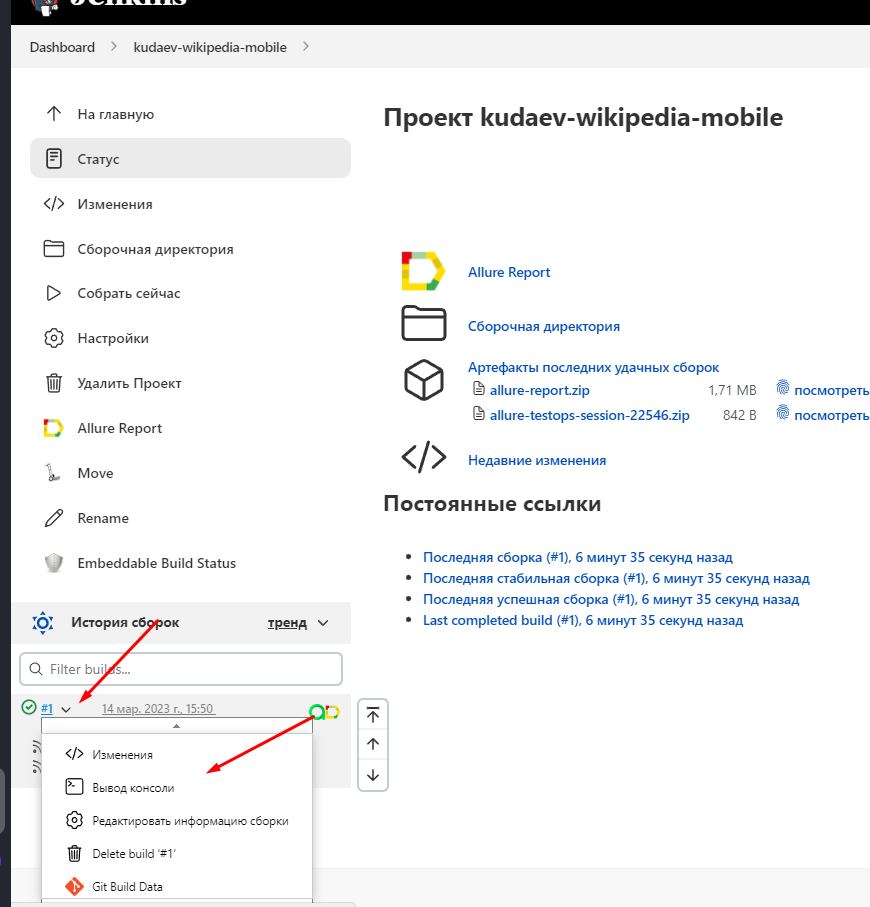 Jenkins
Dashboard
kudaev-wikipedia-mobile
На главную
Статус
Изменения
Сборочная директория
Собрать сейчас
Настройки
Удалить Проект
Allure Report
Move
Rename
Embeddable Build Status
История сборок
тренд
Filter builds...
#1
14 мар. 2023 г., 15:50
Изменения
Вывод консоли
Редактировать информацию сборки
Delete build ‘#1’
Git Build Data
Проект kudaev-wikipedia-mobile
Allure Report
Сборочная директория
Артефакты последних удачных сборок
allure-report.zip 1,71 MB посмотреть
allure-testops-session-22546.zip 842 B посмотреть
Недавние изменения
Постоянные ссылки
Последняя сборка (#1), 6 минут 35 секунд назад
Последняя стабильная сборка (#1), 6 минут 35 секунд назад
Последняя успешная сборка (#1), 6 минут 35 секунд назад
Last completed build (#1), 6 минут 35 секунд назад